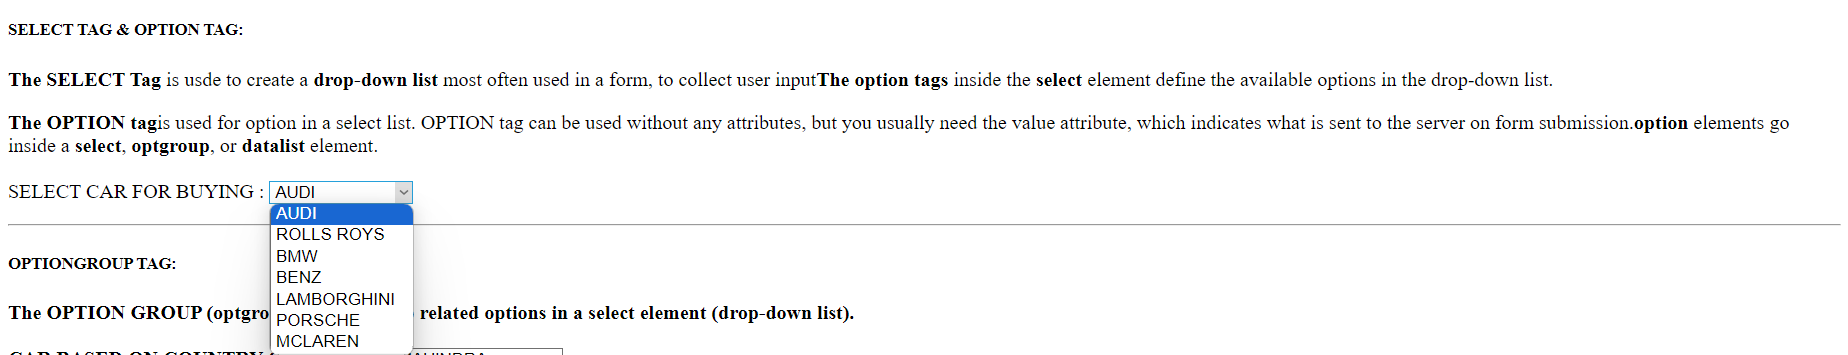 SELECT TAG & OPTION TAG:
The SELECT Tag is usde to create a drop-down list most often used in a form, to collect user inputThe option tags inside the select element define the available options in the drop-down list.
The OPTION tagis used for option in a select list. OPTION tag can be used without any attributes, but you usually need the value attribute, which indicates what is sent to the server on form submission.option elements go
inside a select, optgroup, or datalist element.
SELECT CAR FOR BUYING : AUDI
AUDI
ROLLS ROYS
BMW
BENZ
LAMBORGHINI
PORSCHE
MCLAREN
OPTIONGROUP TAG:
The OPTION GROUP (optgro related options in a select element (drop-down list).
CAR BASED ON COUNTRY